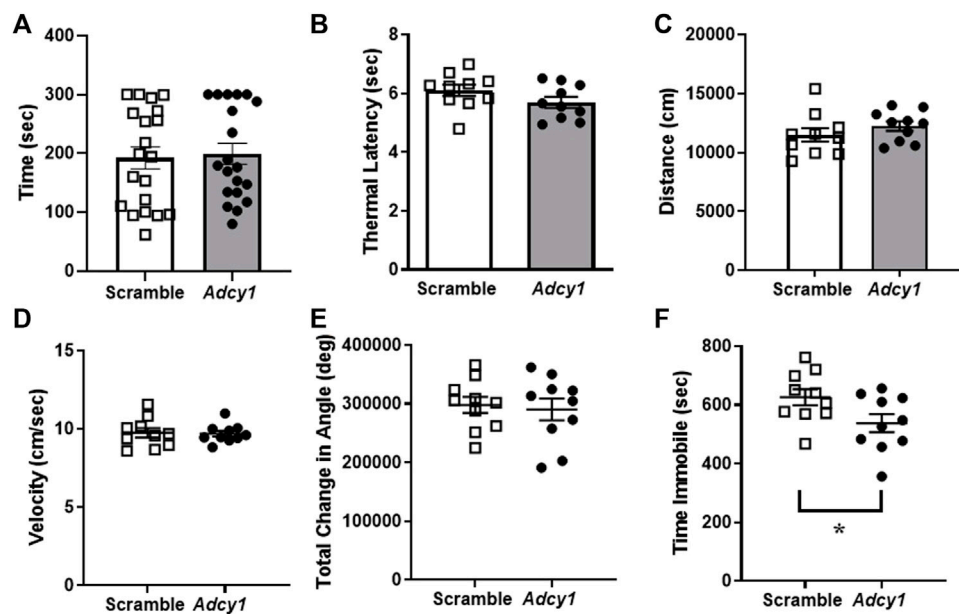 A
Time (sec)
400
300
200
100
0
Scramble Adcy1
B
Thermal Latency (sec)
8
6
4
2
0
Scramble Adcy1
C
Distance (cm)
20000
15000
10000
5000
0
Scramble Adcy1
D
Velocity (cm/sec)
15
10
5
0
Scramble Adcy1
E
Total Change in Angle (deg)
400000
300000
200000
100000
0
Scramble Adcy1
F
Time Immobile (sec)
800
600
400
200
0
*
Scramble Adcy1